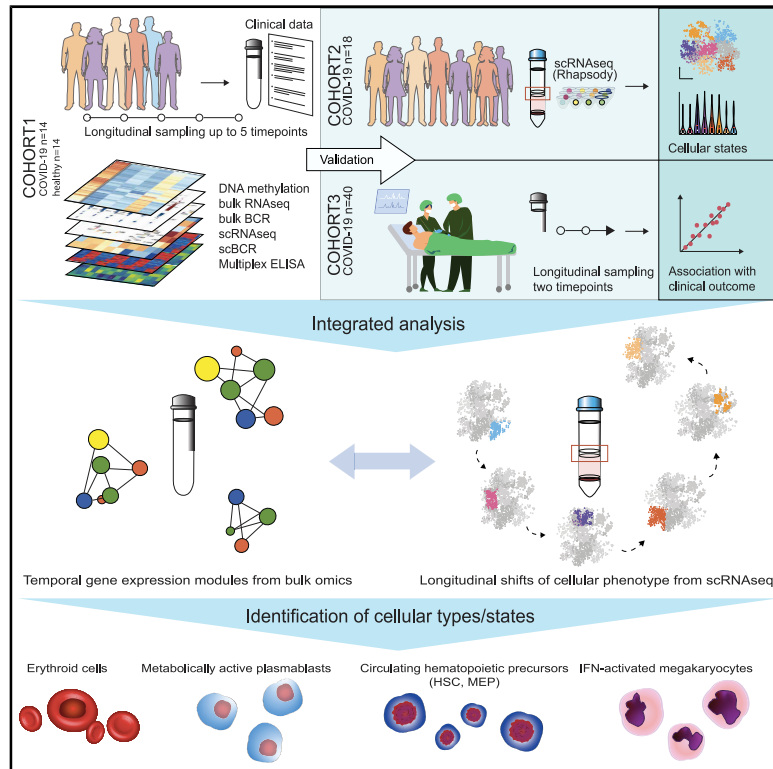 COHORT1
COVID-19 n=14
healthy n=14
Clinical data
Longitudinal sampling up to 5 timepoints
DNA methylation
bulk RNAseq
bulk BCR
scRNAseq
scBCR
Multiplex ELISA
Validation
COHORT2
COVID-19 n=18
scRNAseq
(Rhapsody)
Cellular states
COHORT3
COVID-19 n=40
Longitudinal sampling
two timepoints
Association with
clinical outcome
Integrated analysis
Temporal gene expression modules from bulk omics
Longitudinal shifts of cellular phenotype from scRNAseq
Identification of cellular types/states
Erythroid cells
Metabolically active plasmablasts
Circulating hematopoietic precursors
(HSC, MEP)
IFN-activated megakaryocytes